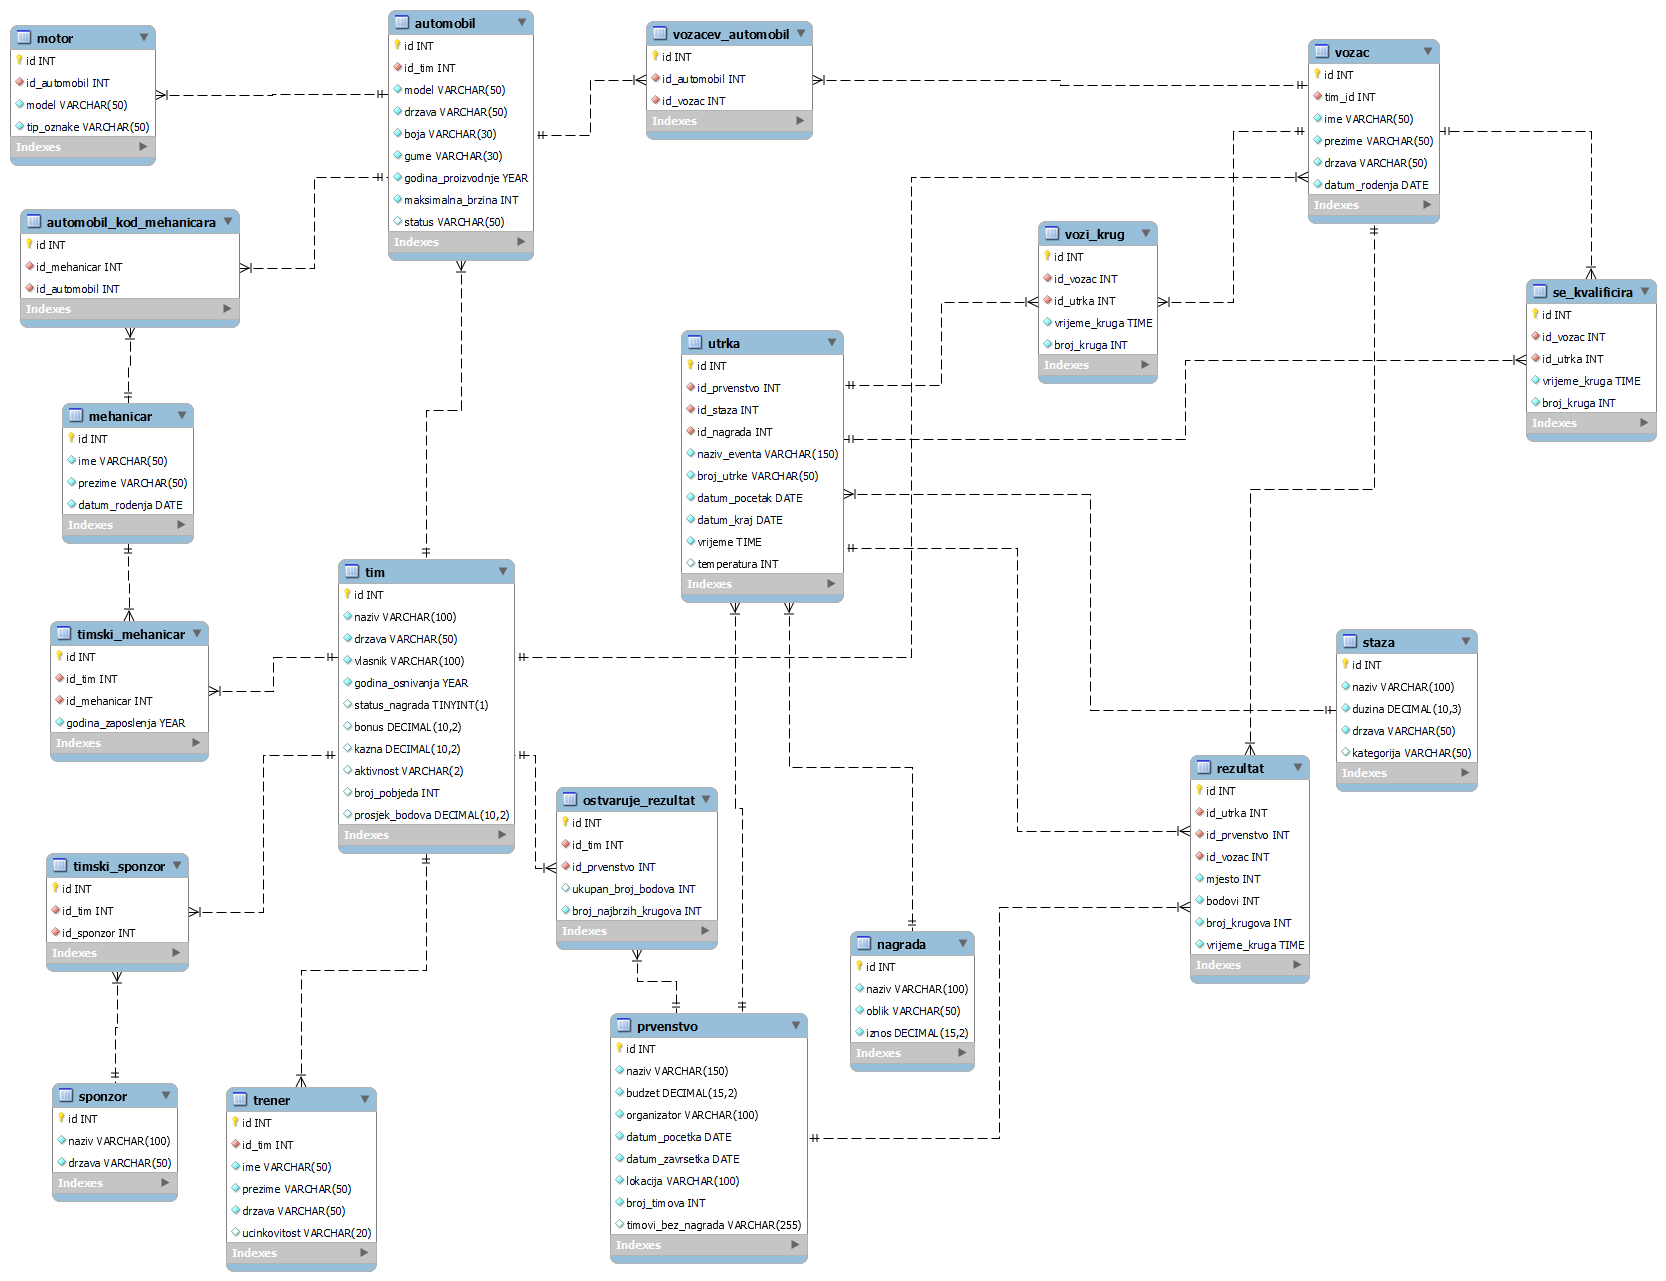 motor
id INT
id_automobil INT
model VARCHAR(50)
tip_oznake VARCHAR(50)
Indexes
automobil
id INT
id_tim INT
model VARCHAR(50)
drzava VARCHAR(50)
boja VARCHAR(30)
gume VARCHAR(30)
godina_proizvodnje YEAR
maksimalna_brzina INT
status VARCHAR(50)
Indexes
vozacev_automobil
id INT
id_automobil INT
id_vozac INT
Indexes
vozac
id INT
tim_id INT
ime VARCHAR(50)
prezime VARCHAR(50)
drzava VARCHAR(50)
datum_rodenja DATE
Indexes
automobil_kod_mehanicara
id INT
id_mehanicar INT
id_automobil INT
Indexes
vozi_krug
id INT
id_vozac INT
id_utrka INT
vrijeme_kruga TIME
broj_kruga INT
Indexes
se_kvalificira
id INT
id_vozac INT
id_utrka INT
vrijeme_kruga TIME
broj_kruga INT
Indexes
utrka
id INT
id_prvenstvo INT
id_staza INT
id_nagrada INT
naziv_eventa VARCHAR(150)
broj_utrke VARCHAR(50)
datum_pocetak DATE
datum_kraj DATE
vrijeme TIME
temperatura INT
Indexes
mehanicar
id INT
ime VARCHAR(50)
prezime VARCHAR(50)
datum_rodenja DATE
Indexes
tim
id INT
naziv VARCHAR(100)
drzava VARCHAR(50)
vlasnik VARCHAR(100)
godina_osnivanja YEAR
status_nagrada TINYINT(1)
bonus DECIMAL(10,2)
kazna DECIMAL(10,2)
aktivnost VARCHAR(2)
broj_pobjeda INT
prosjek_bodova DECIMAL(10,2)
Indexes
timski_mehanicar
id INT
id_tim INT
id_mehanicar INT
godina_zaposlenja YEAR
Indexes
staza
id INT
naziv VARCHAR(100)
duzina DECIMAL(10,3)
drzava VARCHAR(50)
kategorija VARCHAR(50)
Indexes
rezultat
id INT
id_utrka INT
id_prvenstvo INT
id_vozac INT
mjesto INT
bodovi INT
broj_krugova INT
vrijeme_kruga TIME
Indexes
ostvaruje_rezultat
id INT
id_tim INT
id_prvenstvo INT
ukupan_broj_bodova INT
broj_najbrzih_krugova INT
Indexes
timski_sponzor
id INT
id_tim INT
id_sponzor INT
Indexes
nagrada
id INT
naziv VARCHAR(100)
oblik VARCHAR(50)
iznos DECIMAL(15,2)
Indexes
prvenstvo
id INT
naziv VARCHAR(150)
budzet DECIMAL(15,2)
organizator VARCHAR(100)
datum_pocetka DATE
datum_zavrsetka DATE
lokacija VARCHAR(100)
broj_timova INT
timovi_bez_nagrada VARCHAR(255)
Indexes
sponzor
id INT
naziv VARCHAR(100)
drzava VARCHAR(50)
Indexes
trener
id INT
id_tim INT
ime VARCHAR(50)
prezime VARCHAR(50)
drzava VARCHAR(50)
ucinkovitost VARCHAR(20)
Indexes